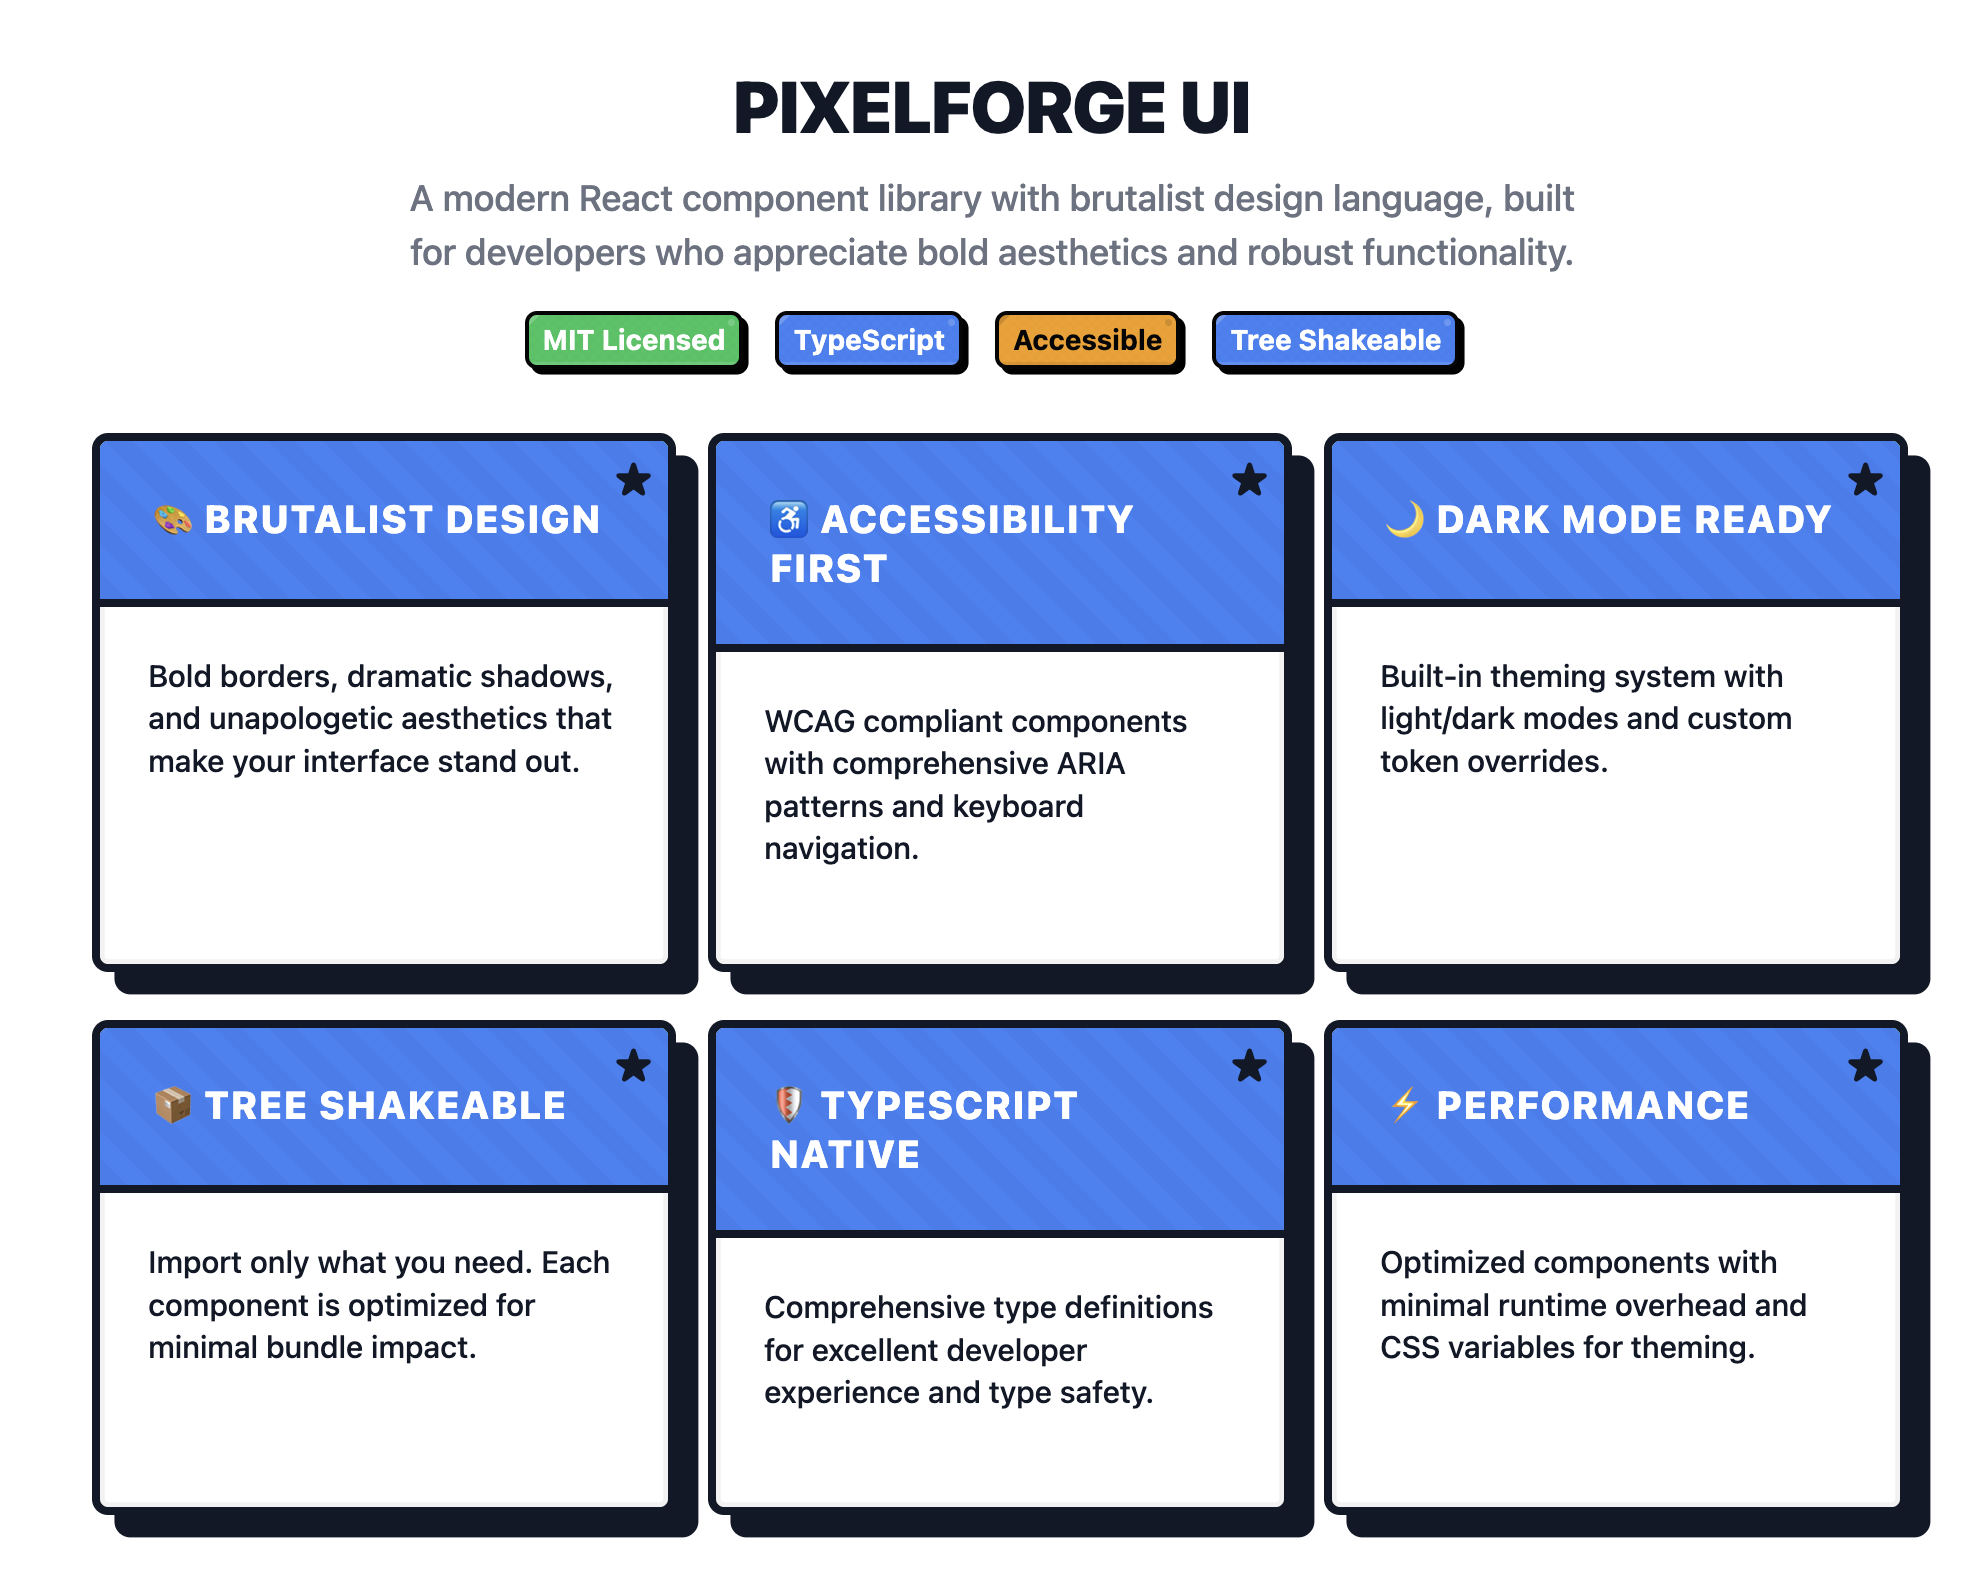 PIXELFORGE UI
A modern React component library with brutalist design language, built
for developers who appreciate bold aesthetics and robust functionality.
MIT Licensed
TypeScript
Accessible
Tree Shakeable
🎨 BRUTALIST DESIGN
Bold borders, dramatic shadows,
and unapologetic aesthetics that
make your interface stand out.
♿ ACCESSIBILITY
FIRST
WCAG compliant components
with comprehensive ARIA
patterns and keyboard
navigation.
🌙 DARK MODE READY
Built-in theming system with
light/dark modes and custom
token overrides.
📦 TREE SHAKEABLE
Import only what you need. Each
component is optimized for
minimal bundle impact.
🛡️ TYPESCRIPT
NATIVE
Comprehensive type definitions
for excellent developer
experience and type safety.
⚡ PERFORMANCE
Optimized components with
minimal runtime overhead and
CSS variables for theming.